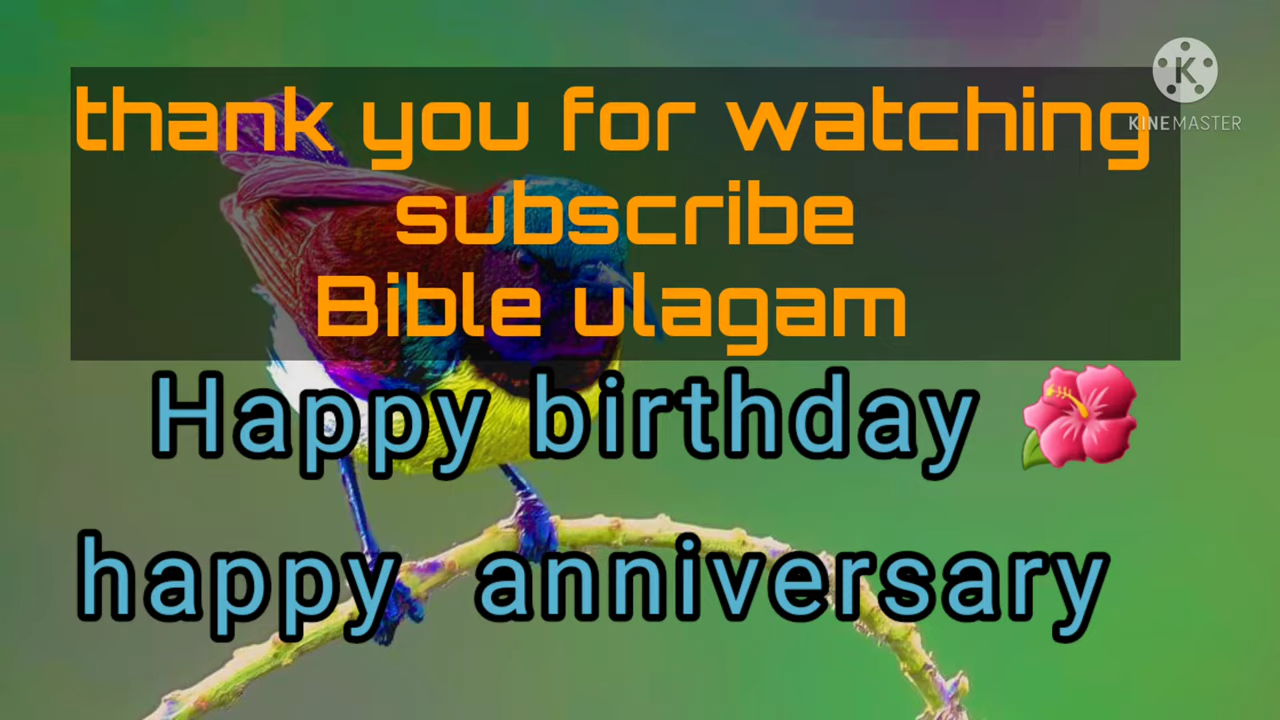 thank you for watching
subscribe
Bible ulagam
Happy birthday 🌺
happy anniversary
KINEMASTER